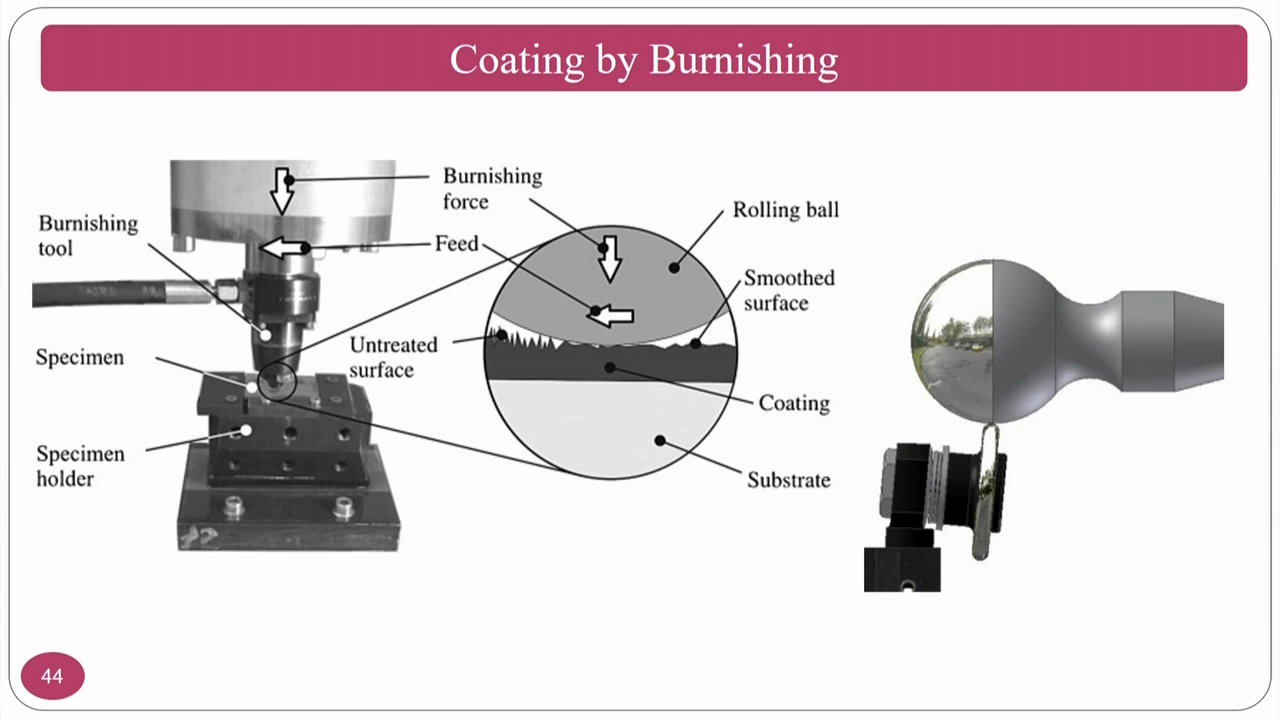 Coating by Burnishing
Burnishing
force
Rolling ball
Burnishing
tool
Feed
Smoothed
surface
Untreated
surface
Specimen
Coating
Specimen
holder
Substrate
44